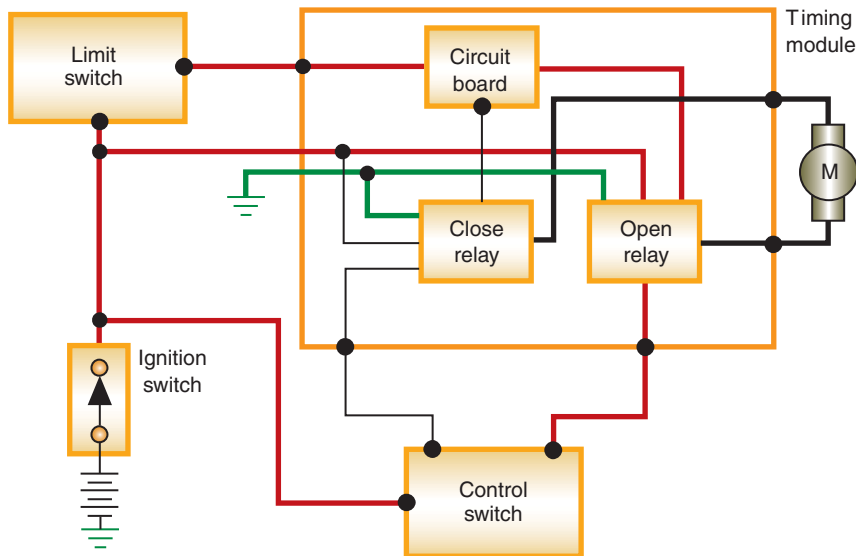 Timing
module
Limit
switch
Circuit
board
M
Close
relay
Open
relay
Ignition
switch
Control
switch